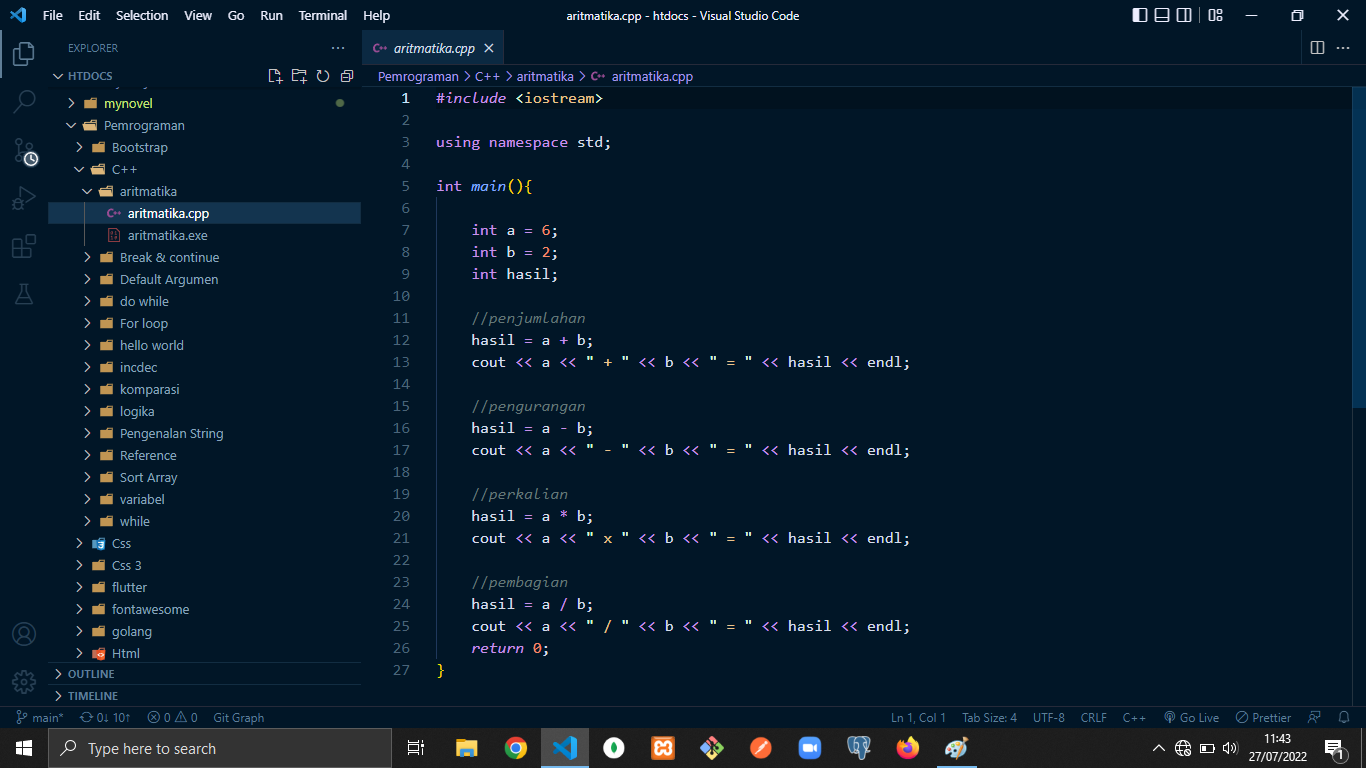 File Edit Selection View Go Run Terminal Help aritmatika.cpp - htdocs - Visual Studio Code
EXPLORER
HTDOCS
mynovel
Pemrograman
Bootstrap
C++
aritmatika
aritmatika.cpp
aritmatika.exe
Break & continue
Default Argumen
do while
For loop
hello world
incdec
komparasi
logika
Pengenalan String
Reference
Sort Array
variabel
while
Css
Css 3
flutter
fontawesome
golang
Html
OUTLINE
TIMELINE
aritmatika.cpp
Pemrograman > C++ > aritmatika > aritmatika.cpp
1 #include <iostream>
2
3 using namespace std;
4
5 int main(){
6
7 int a = 6;
8 int b = 2;
9 int hasil;
10
11 //penjumlahan
12 hasil = a + b;
13 cout << a << " + " << b << " = " << hasil << endl;
14
15 //pengurangan
16 hasil = a - b;
17 cout << a << " - " << b << " = " << hasil << endl;
18
19 //perkalian
20 hasil = a * b;
21 cout << a << " x " << b << " = " << hasil << endl;
22
23 //pembagian
24 hasil = a / b;
25 cout << a << " / " << b << " = " << hasil << endl;
26 return 0;
27 }
main* 0↓ 10↑ 0 0 Git Graph Ln 1, Col 1 Tab Size: 4 UTF-8 CRLF C++ Go Live Prettier
Type here to search
11:43
27/07/2022
1